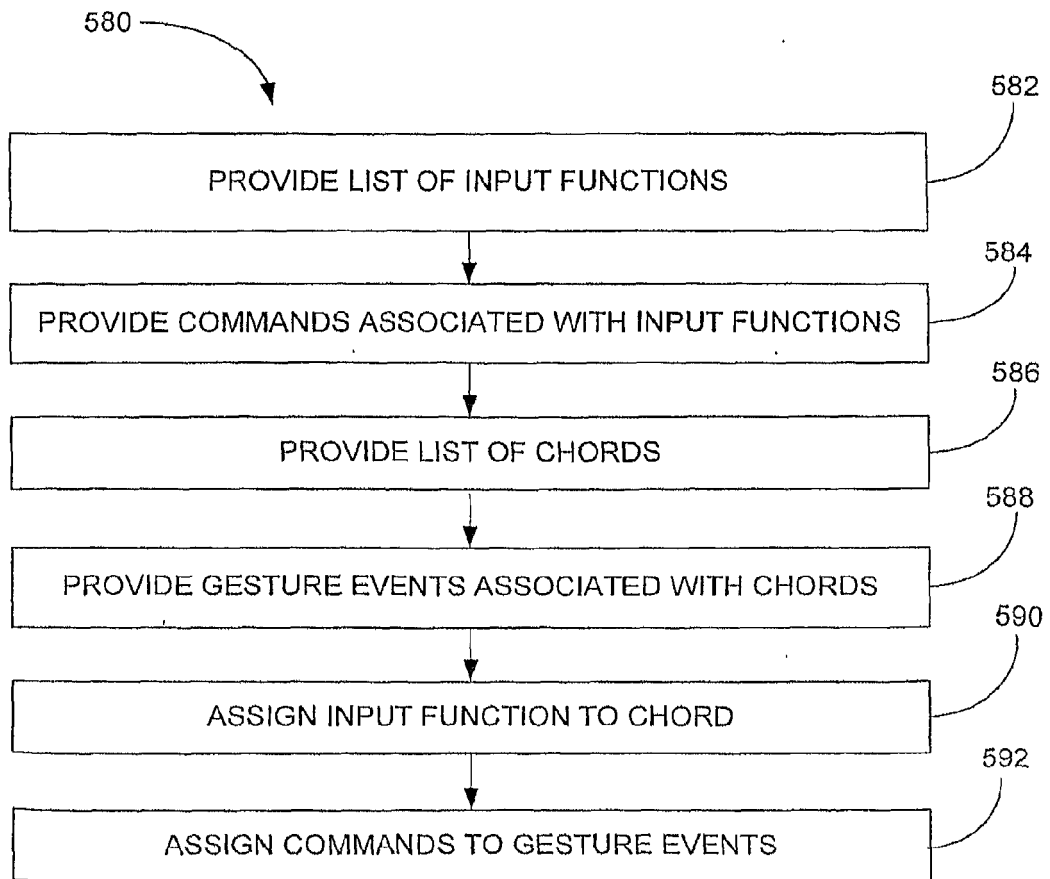 580
582
PROVIDE LIST OF INPUT FUNCTIONS
584
PROVIDE COMMANDS ASSOCIATED WITH INPUT FUNCTIONS
586
PROVIDE LIST OF CHORDS
588
PROVIDE GESTURE EVENTS ASSOCIATED WITH CHORDS
590
ASSIGN INPUT FUNCTION TO CHORD
592
ASSIGN COMMANDS TO GESTURE EVENTS